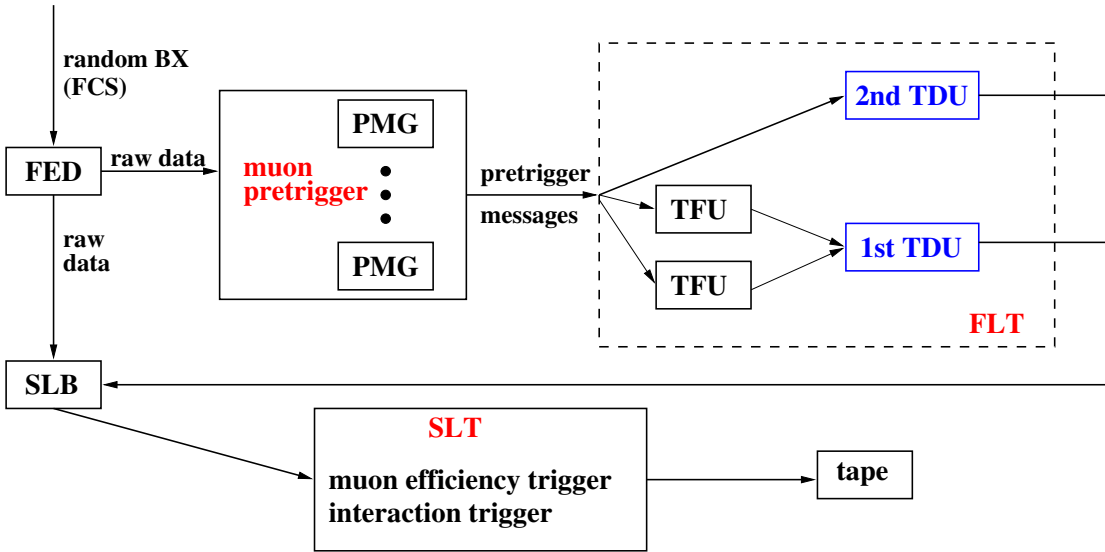 random BX
(FCS)
FED
raw data
raw
data
muon
pretrigger
PMG
PMG
pretrigger
messages
2nd TDU
TFU
TFU
1st TDU
FLT
SLB
SLT
muon efficiency trigger
interaction trigger
tape